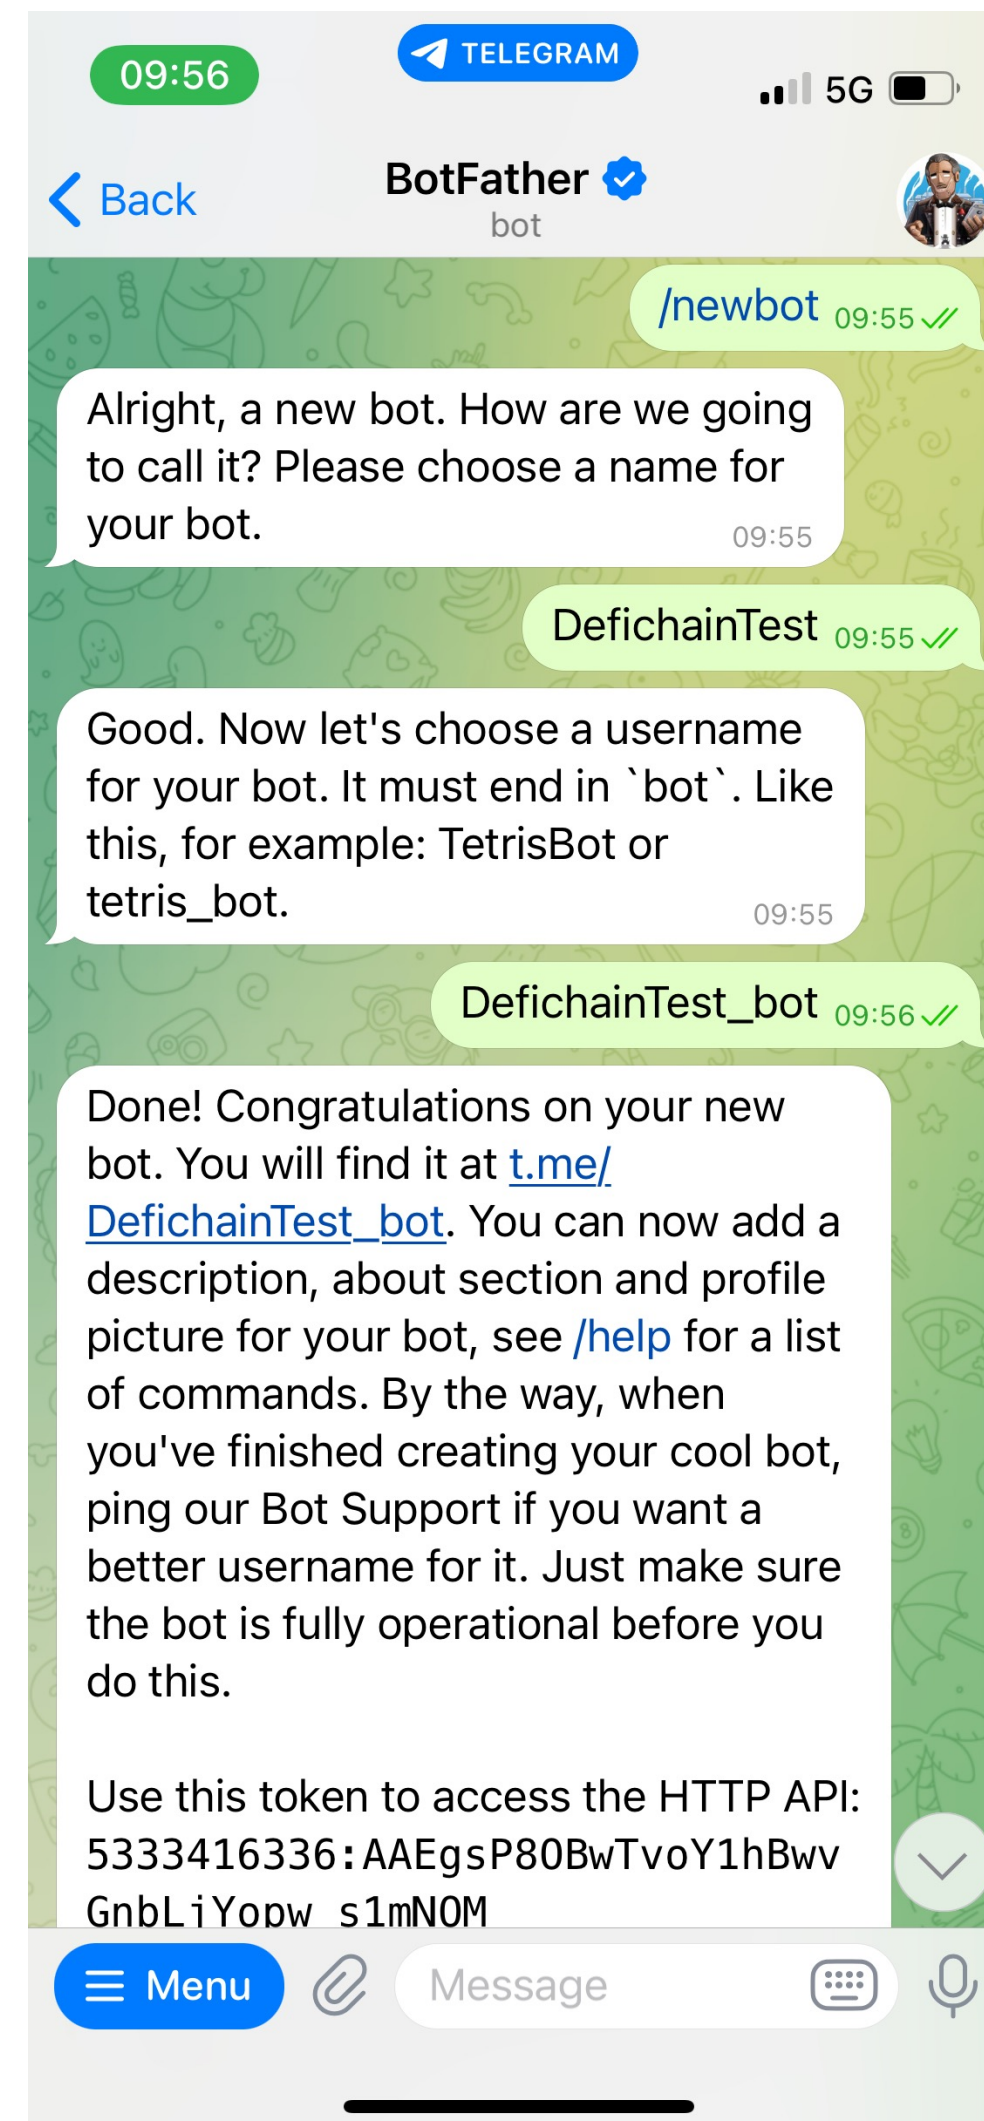 09:56
TELEGRAM
5G
Back
BotFather
bot
/newbot 09:55
Alright, a new bot. How are we going
to call it? Please choose a name for
your bot. 09:55
DefichainTest 09:55
Good. Now let's choose a username
for your bot. It must end in `bot`. Like
this, for example: TetrisBot or
tetris_bot. 09:55
DefichainTest_bot 09:56
Done! Congratulations on your new
bot. You will find it at t.me/
DefichainTest_bot. You can now add a
description, about section and profile
picture for your bot, see /help for a list
of commands. By the way, when
you've finished creating your cool bot,
ping our Bot Support if you want a
better username for it. Just make sure
the bot is fully operational before you
do this.
Use this token to access the HTTP API:
5333416336:AAEgsP8OBwTvoY1hBwv
GnbLjYopw_s1mNOM
Menu
Message